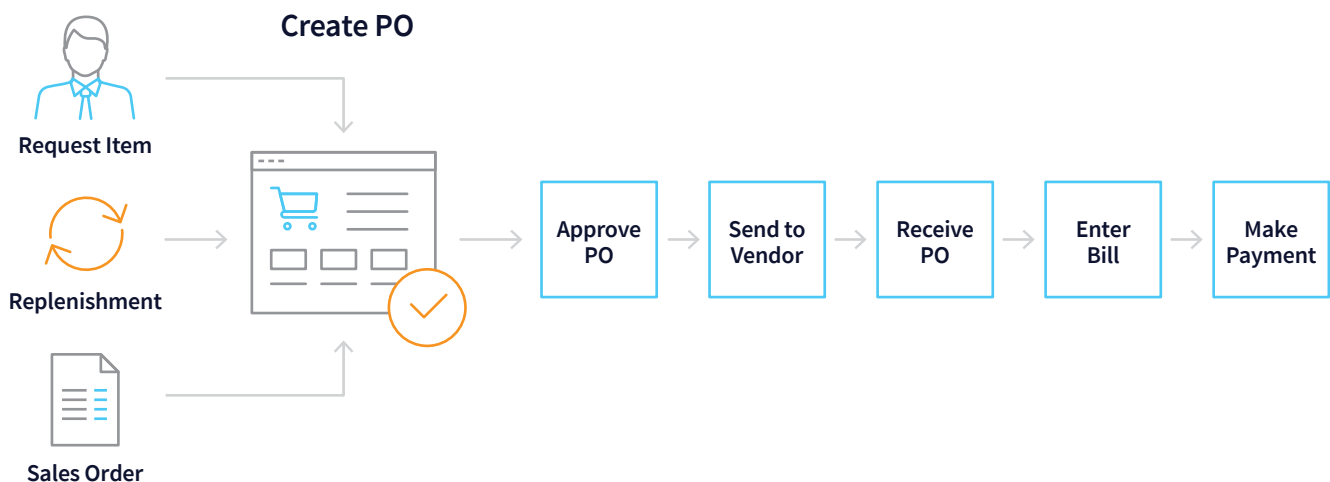 Create PO
Request Item
Replenishment
Sales Order
Approve
PO
Send to
Vendor
Receive
PO
Enter
Bill
Make
Payment